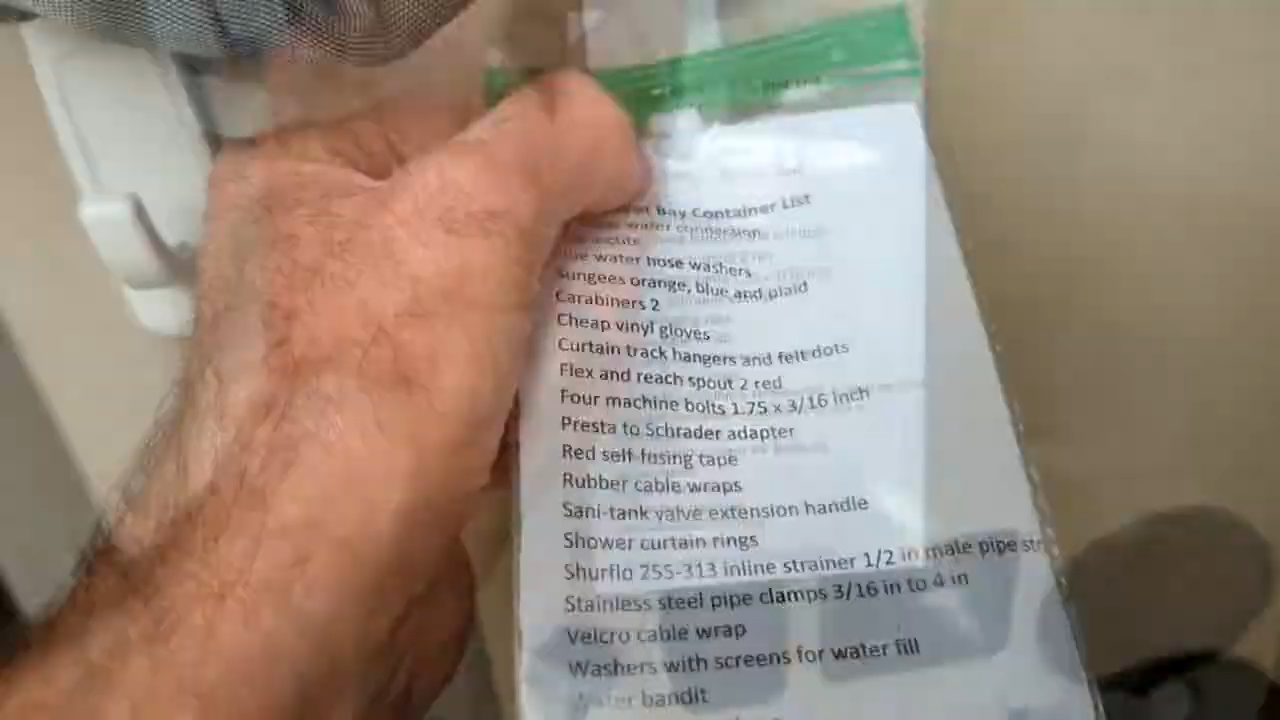 Bay Container List
water conversion
water hose washers
Bungees orange, blue and plaid
Carabiners 2
Cheap vinyl gloves
Curtain track hangers and felt dots
Flex and reach spout 2 red
Four machine bolts 1.75 x 3/16 inch
Presta to Schrader adapter
Red self-fusing tape
Rubber cable wraps
Sani-tank valve extension handle
Shower curtain rings
Shurflo 255-313 inline strainer 1/2 in male pipe str
Stainless steel pipe clamps 3/16 in to 4 in
Velcro cable wrap
Washers with screens for water fill
Water bandit